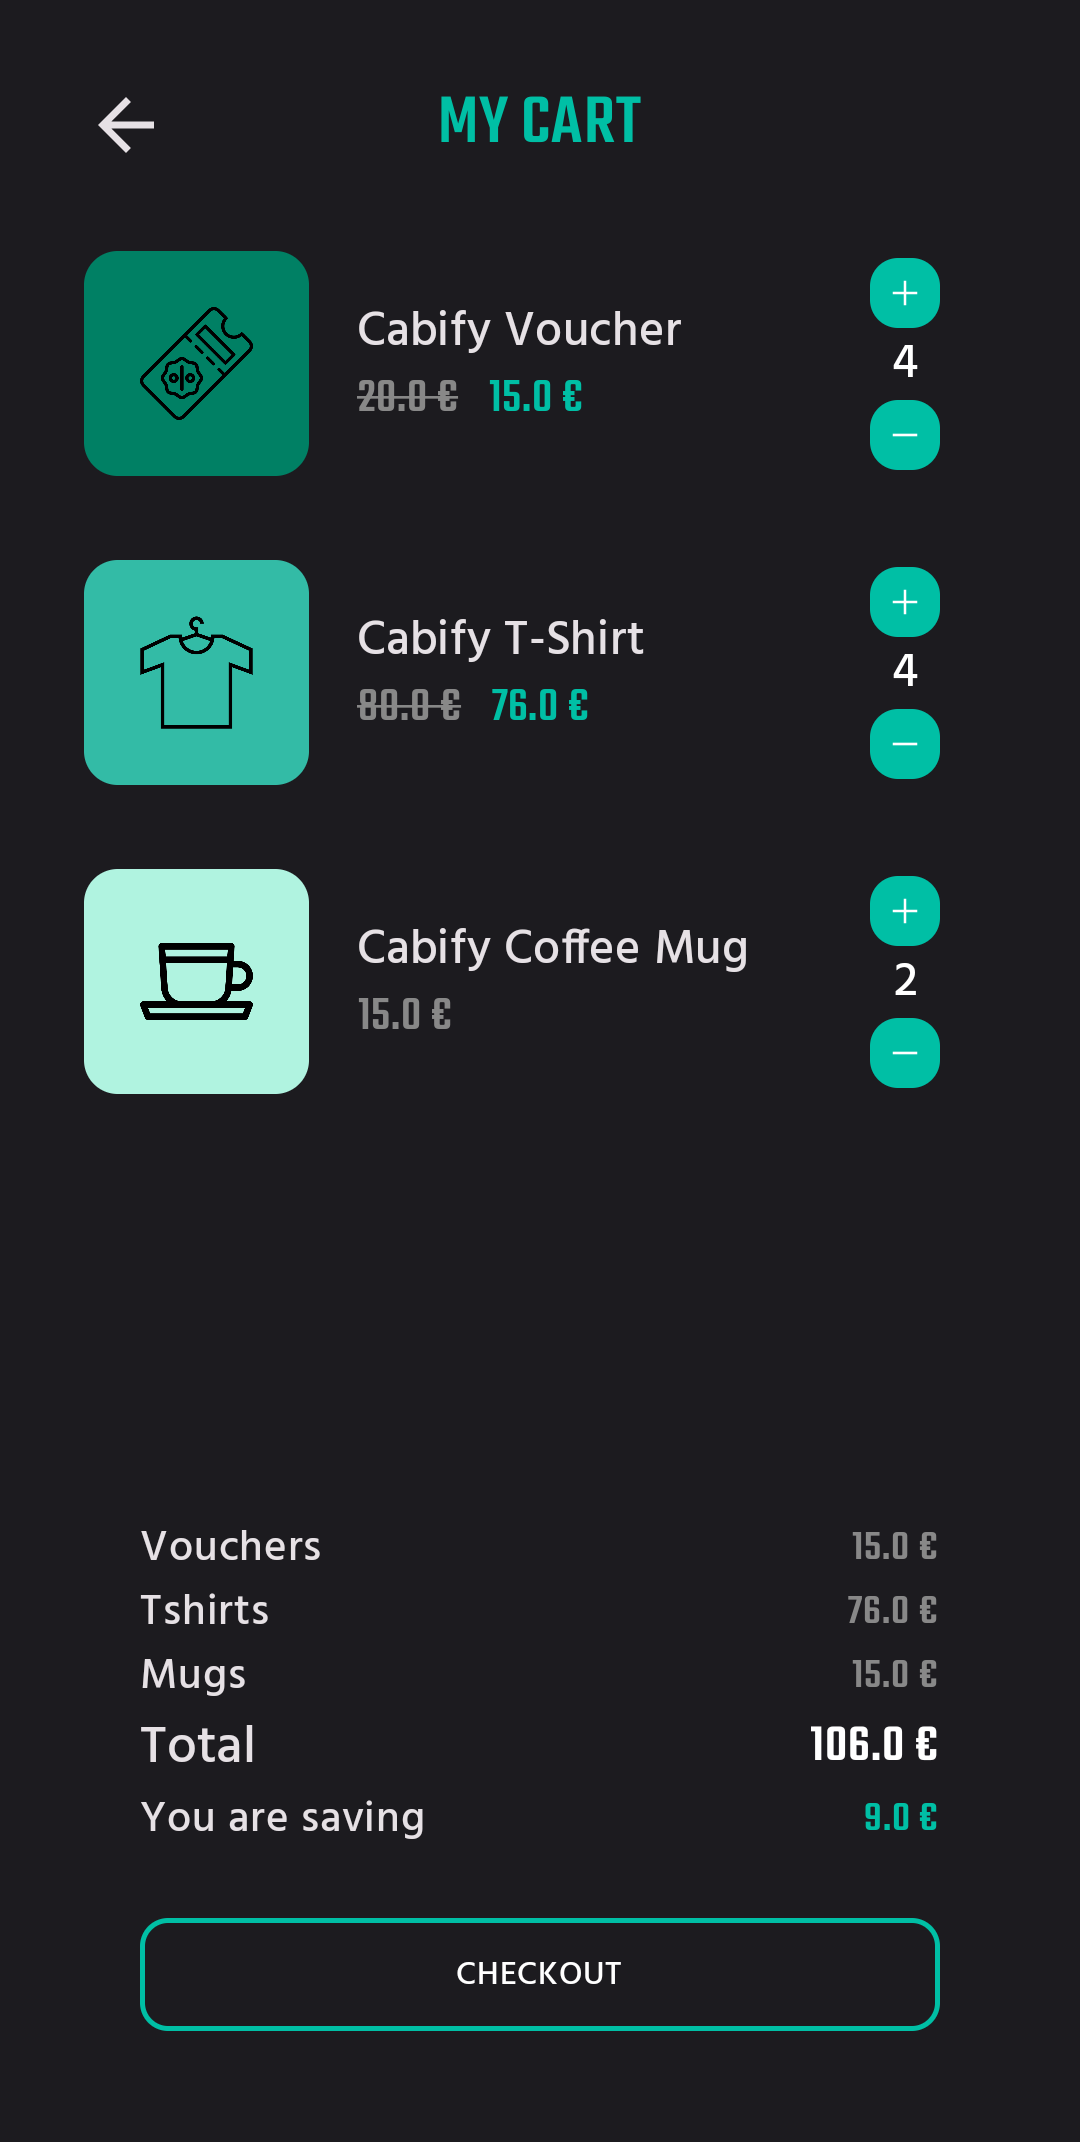 MY CART
Cabify Voucher
20.0 € 15.0 €
4
Cabify T-Shirt
80.0 € 76.0 €
4
Cabify Coffee Mug
15.0 €
2
Vouchers 15.0 €
Tshirts 76.0 €
Mugs 15.0 €
Total 106.0 €
You are saving 9.0 €
CHECKOUT